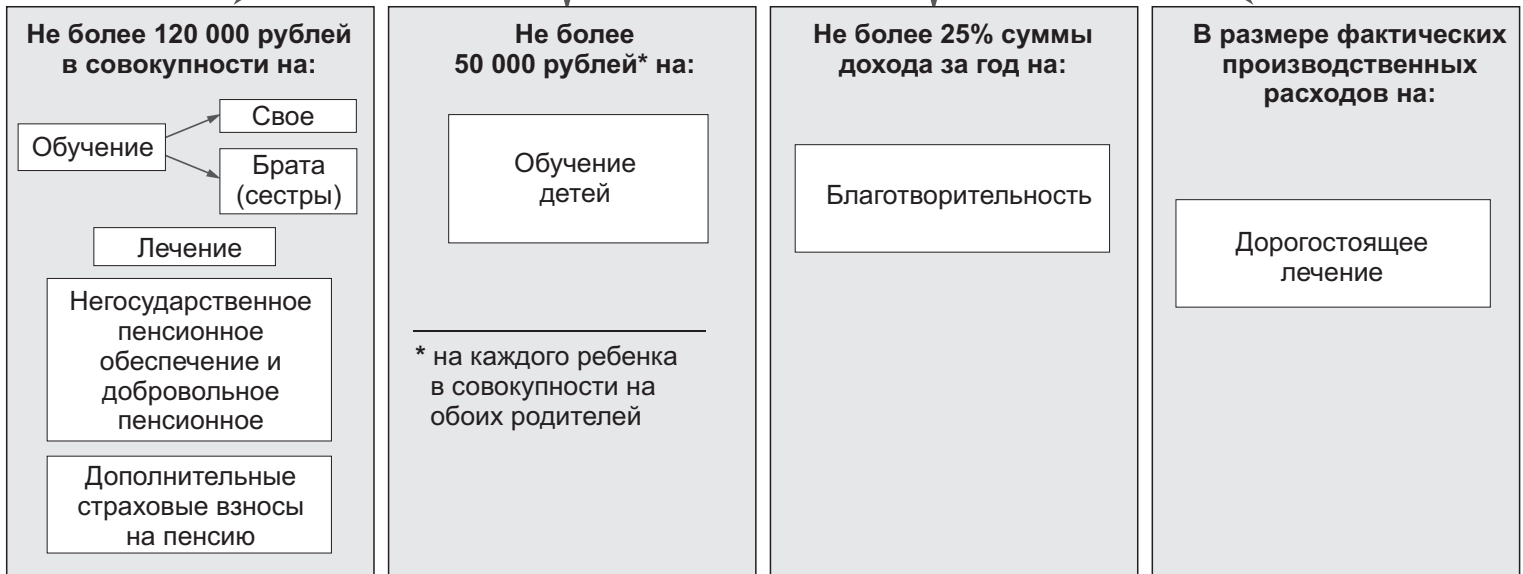 Не более 120 000 рублей
в совокупности на:
Обучение
Свое
Брата
(сестры)
Лечение
Негосударственное
пенсионное
обеспечение и
добровольное
пенсионное
Дополнительные
страховые взносы
на пенсию
Не более
50 000 рублей* на:
Обучение
детей
* на каждого ребенка
в совокупности на
обоих родителей
Не более 25% суммы
дохода за год на:
Благотворительность
В размере фактических
производственных
расходов на:
Дорогостоящее
лечение